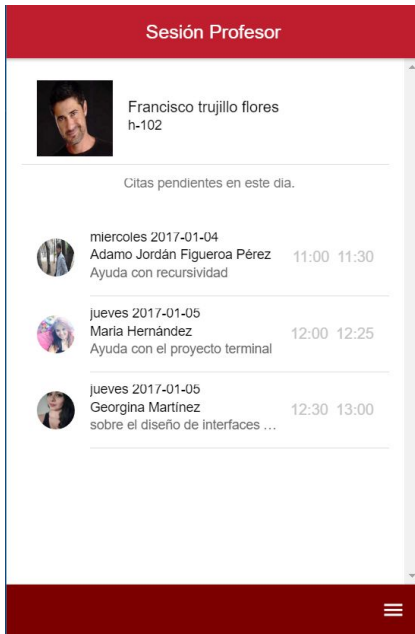 Sesión Profesor
Francisco trujillo flores
h-102
Citas pendientes en este dia.
miercoles 2017-01-04
Adamo Jordán Figueroa Pérez 11:00 11:30
Ayuda con recursividad
jueves 2017-01-05
Maria Hernández 12:00 12:25
Ayuda con el proyecto terminal
jueves 2017-01-05
Georgina Martínez 12:30 13:00
sobre el diseño de interfaces ...